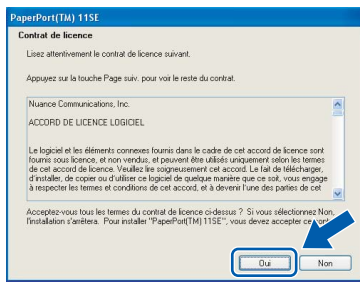 PaperPort(TM) 11SE
Contrat de licence
Lisez attentivement le contrat de licence suivant.
Appuyez sur la touche Page suiv. pour voir le reste du contrat.
Nuance Communications, Inc.
ACCORD DE LICENCE LOGICIEL
Le logiciel et les éléments connexes fournis dans le cadre de cet accord de licence sont
fournis sous licence, et non vendus, et peuvent être utilisés uniquement selon les termes
de cet accord de licence. Veuillez lire soigneusement cet accord. Le fait de télécharger,
d'installer, de copier ou d'utiliser ce logiciel de quelque manière que ce soit, vous engage
à respecter les termes et conditions de cet accord, et à devenir l'une des parties de cet
Acceptez-vous tous les termes du contrat de licence ci-dessus ? Si vous sélectionnez Non,
l'installation s'arrêtera. Pour installer "PaperPort(TM) 11SE", vous devez accepter ce
Oui
Non